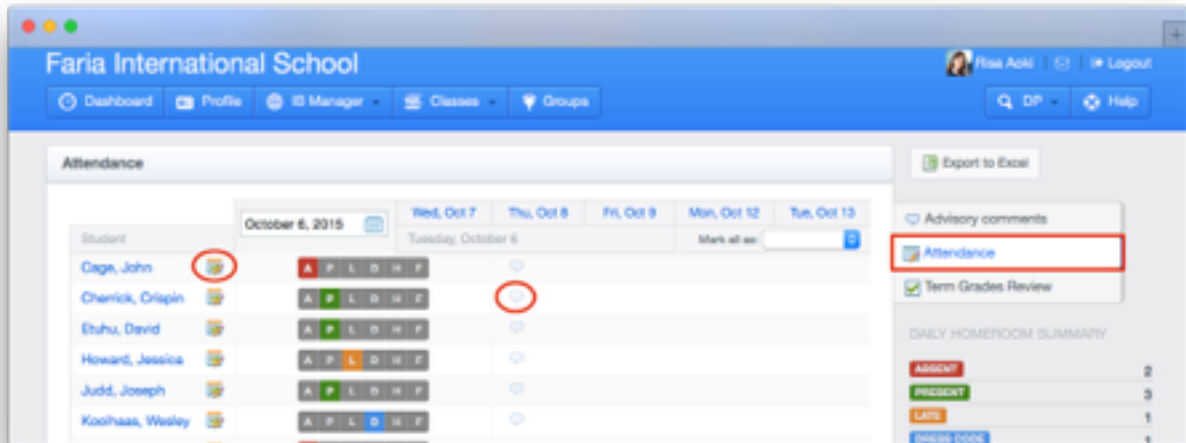 Faria International School
Risa Aoki Logout
Dashboard Profile IB Manager Classes Groups DP Help
Attendance Export to Excel
October 6, 2015 Wed, Oct 7 Thu, Oct 8 Fri, Oct 9 Mon, Oct 12 Tue, Oct 13
Student Tuesday, October 6 Mark all as:
Advisory comments
Attendance
Term Grades Review
Cage, John A P L D H F
Cherrick, Crispin A P L D H F
Etuhu, David A P L D H F
Howard, Jessica A P L D H F
Judd, Joseph A P L D H F
Koolhaas, Wesley A P L D H F
DAILY HOMEROOM SUMMARY
ABSENT 2
PRESENT 3
LATE 1
DRESS CODE 1